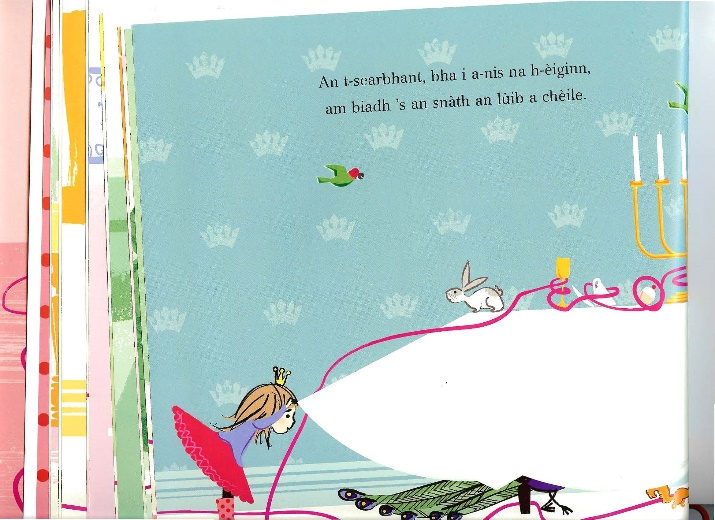 An t-searbhant, bha i a-nis na h-èiginn,
am biadh 's an snàth an lùib a chèile.